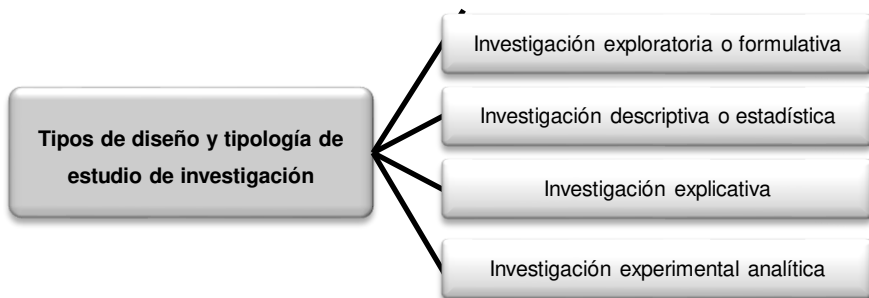 Tipos de diseño y tipología de
estudio de investigación
Investigación exploratoria o formulativa
Investigación descriptiva o estadística
Investigación explicativa
Investigación experimental analítica